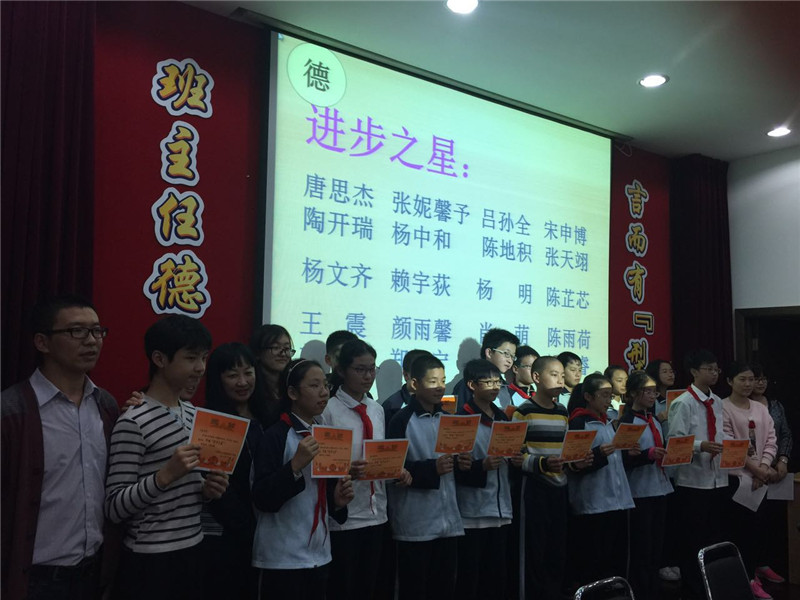 班主任德
德
进步之星:
唐思杰 张妮馨予 吕孙全 宋申博
陶开瑞 杨中和 陈地积 张天翊
杨文齐 赖宇荻 杨 明 陈芷芯
王 震 颜雨馨 萌 陈雨荷
言而有『型